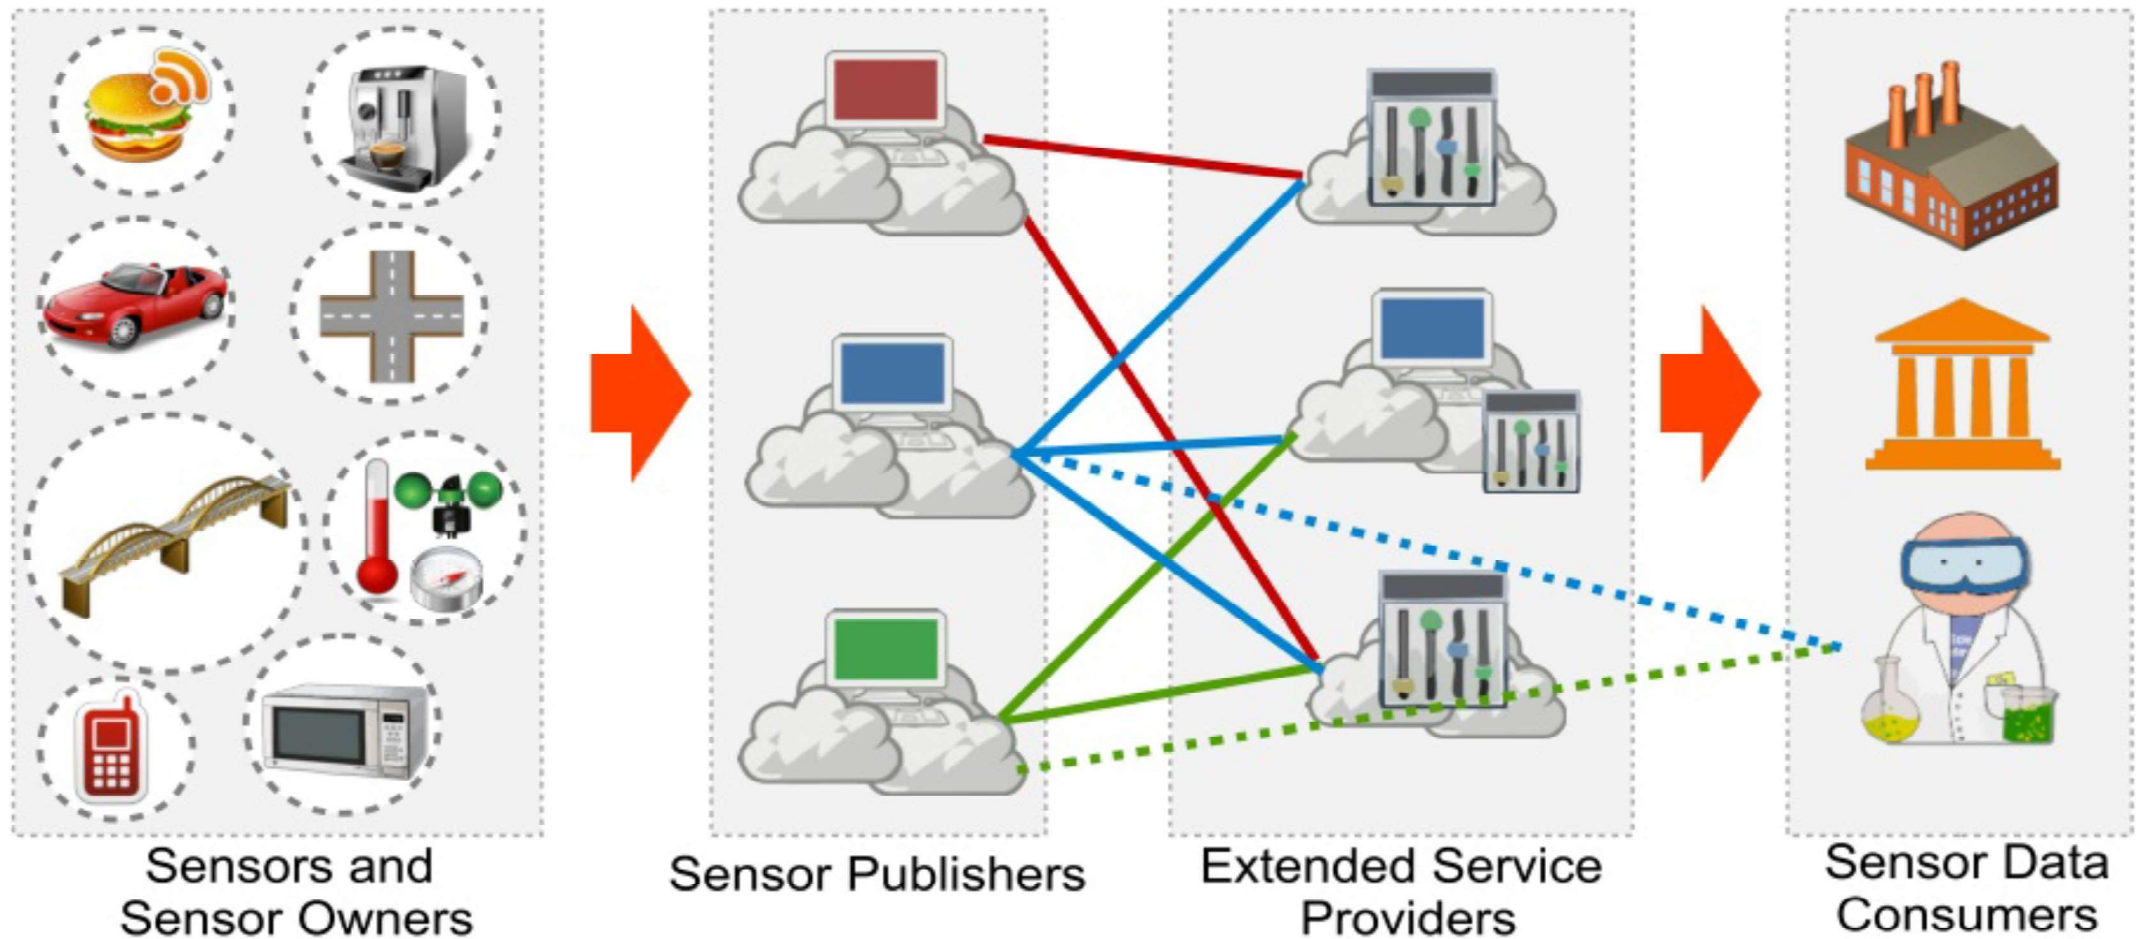 Sensors and
Sensor Owners
Sensor Publishers
Extended Service
Providers
Sensor Data
Consumers